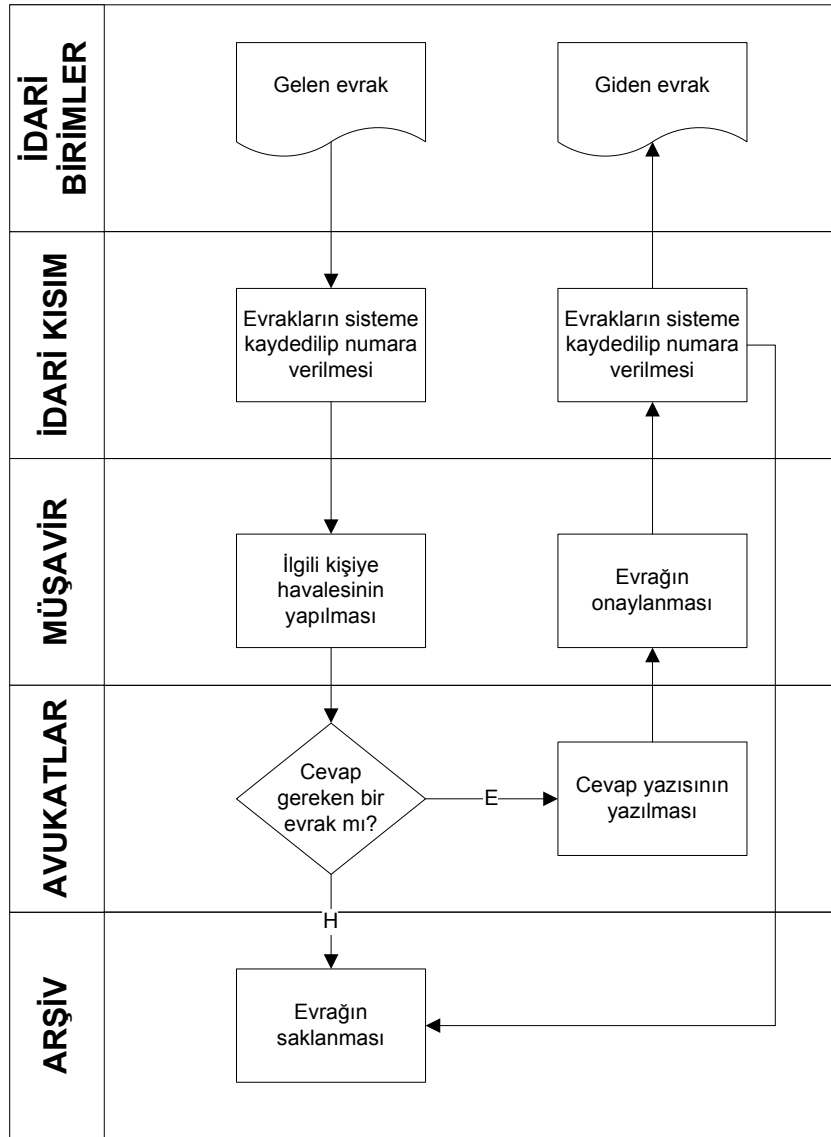 İDARİ
BİRİMLER
Gelen evrak
Giden evrak
İDARİ KISIM
Evrakların sisteme
kaydedilip numara
verilmesi
Evrakların sisteme
kaydedilip numara
verilmesi
MÜŞAVİR
İlgili kişiye
havalesinin
yapılması
Evrağın
onaylanması
AVUKATLAR
Cevap
gereken bir
evrak mı?
E
Cevap yazısının
yazılması
H
ARŞİV
Evrağın
saklanması